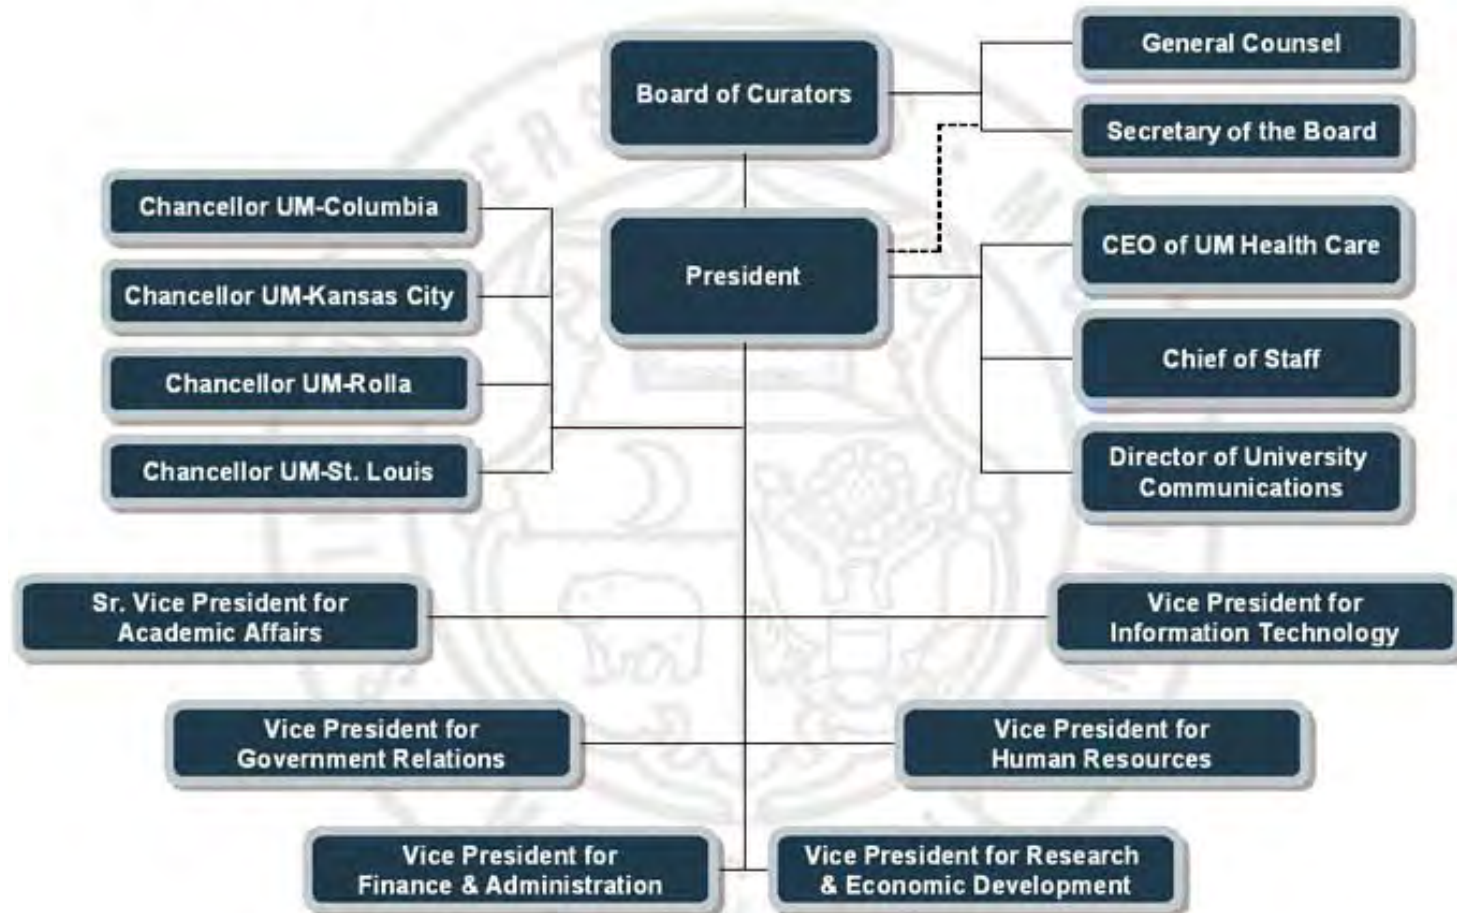 Board of Curators
General Counsel
Secretary of the Board
Chancellor UM-Columbia
Chancellor UM-Kansas City
Chancellor UM-Rolla
Chancellor UM-St. Louis
President
CEO of UM Health Care
Chief of Staff
Director of University
Communications
Sr. Vice President for
Academic Affairs
Vice President for
Information Technology
Vice President for
Government Relations
Vice President for
Human Resources
Vice President for
Finance & Administration
Vice President for Research
& Economic Development